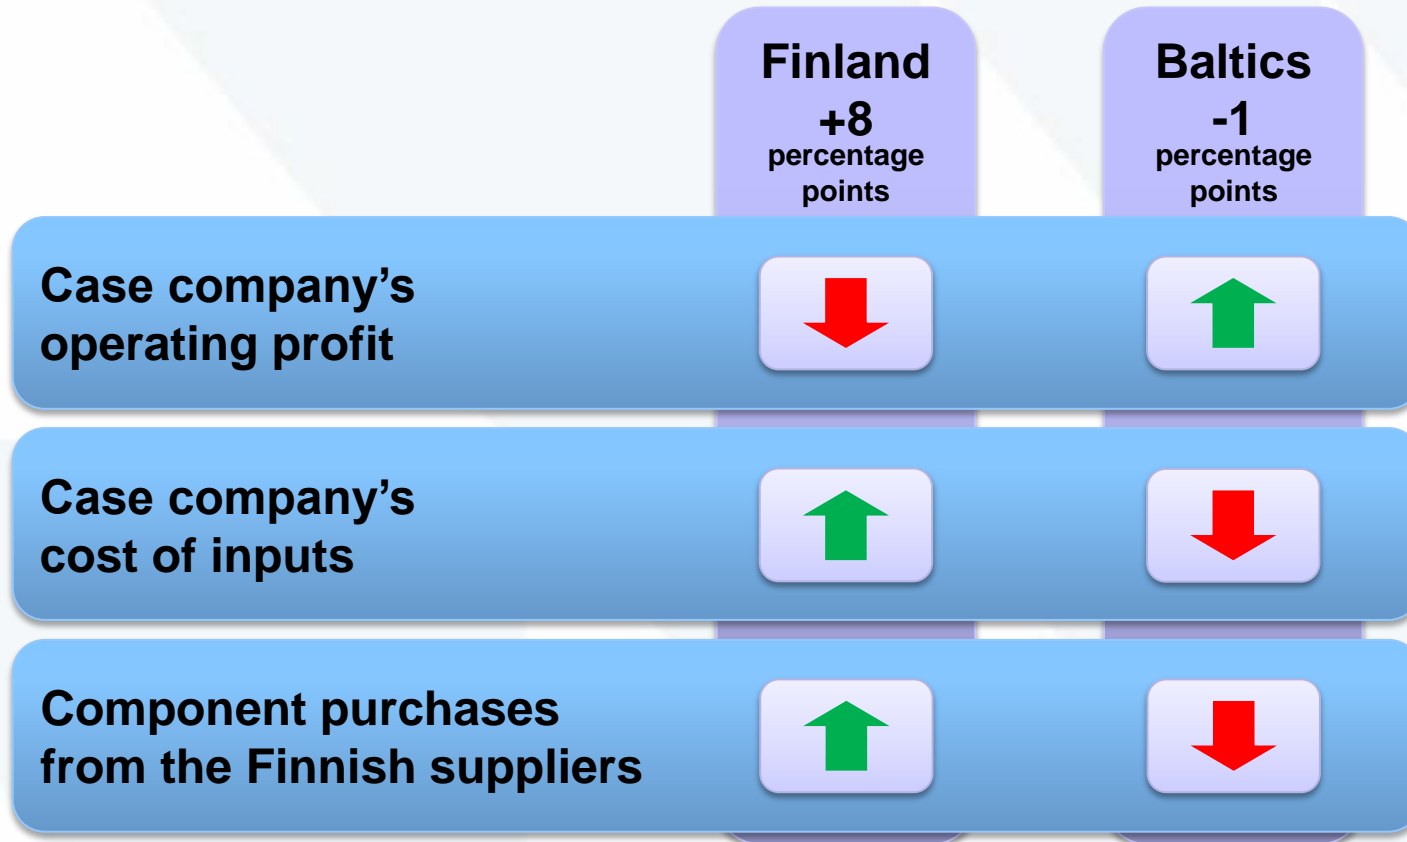 Finland
+8
percentage
points
Baltics
-1
percentage
points
Case company’s
operating profit
Case company’s
cost of inputs
Component purchases
from the Finnish suppliers